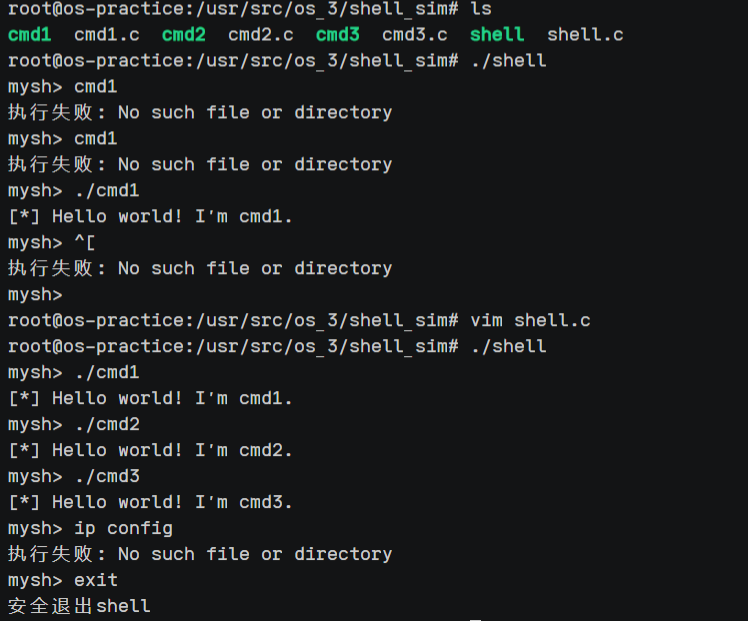 root@os-practice:/usr/src/os_3/shell_sim# ls
cmd1  cmd1.c  cmd2  cmd2.c  cmd3  cmd3.c  shell  shell.c
root@os-practice:/usr/src/os_3/shell_sim# ./shell
mysh> cmd1
执行失败: No such file or directory
mysh> cmd1
执行失败: No such file or directory
mysh> ./cmd1
[*] Hello world! I'm cmd1.
mysh> ^[
执行失败: No such file or directory
mysh>
root@os-practice:/usr/src/os_3/shell_sim# vim shell.c
root@os-practice:/usr/src/os_3/shell_sim# ./shell
mysh> ./cmd1
[*] Hello world! I'm cmd1.
mysh> ./cmd2
[*] Hello world! I'm cmd2.
mysh> ./cmd3
[*] Hello world! I'm cmd3.
mysh> ip config
执行失败: No such file or directory
mysh> exit
安全退出shell